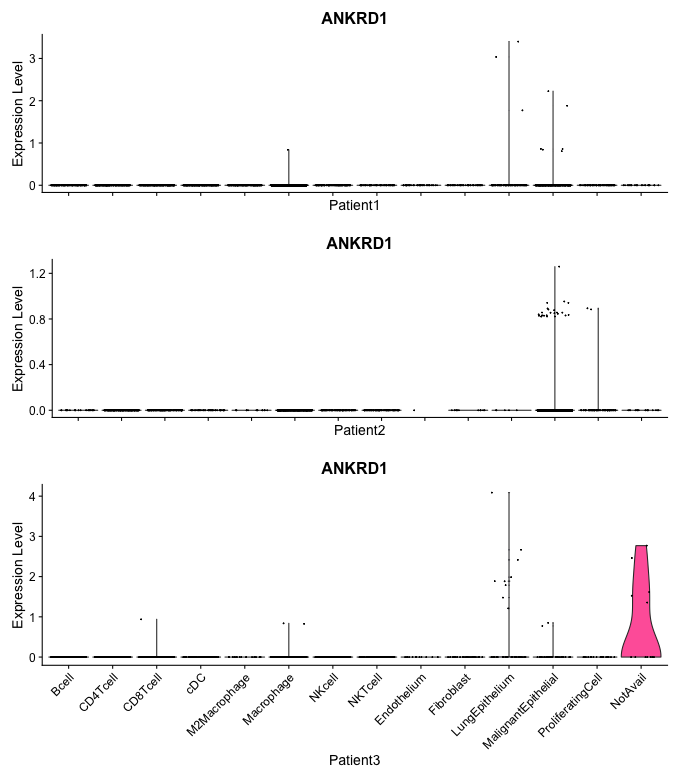 ANKRD1
Expression Level
3
2
1
0
Patient1
ANKRD1
Expression Level
1.2
0.8
0.4
0.0
Patient2
ANKRD1
Expression Level
4
3
2
1
0
Bcell
CD4Tcell
CD8Tcell
cDC
M2Macrophage
Macrophage
NKcell
NKTcell
Endothelium
Fibroblast
LungEpithelium
MalignantEpithelial
ProliferatingCell
NotAvail
Patient3